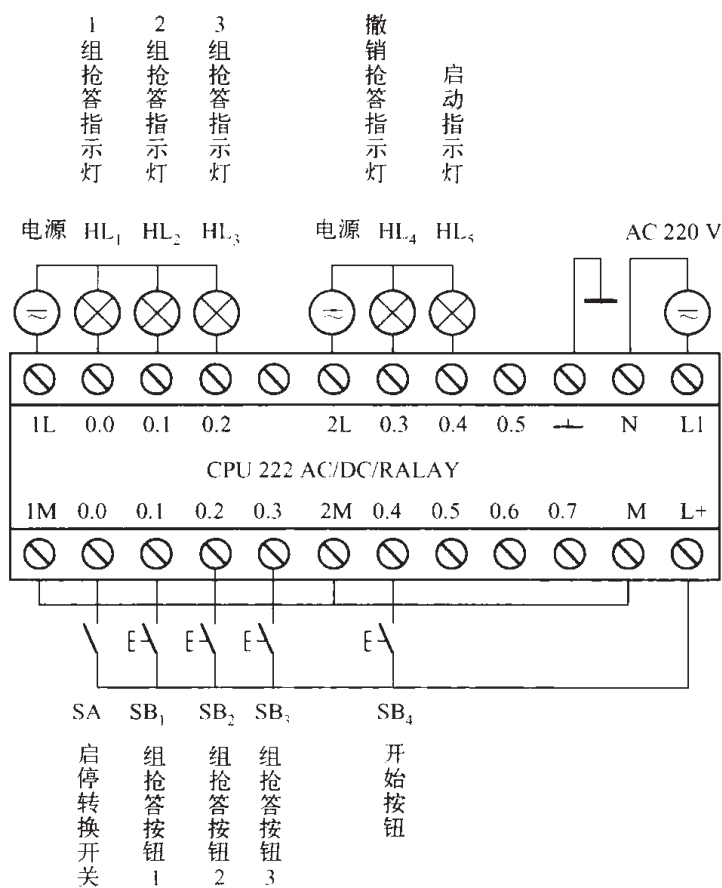 1组抢答指示灯
2组抢答指示灯
3组抢答指示灯
撤销抢答指示灯
启动指示灯
电源 HL₁ HL₂ HL₃ 电源 HL₄ HL₅ AC 220 V
1L 0.0 0.1 0.2 2L 0.3 0.4 0.5 N L1
CPU 222 AC/DC/RALAY
1M 0.0 0.1 0.2 0.3 2M 0.4 0.5 0.6 0.7 M L+
SA SB₁ SB₂ SB₃ SB₄
启停转换开关
组抢答按钮1
组抢答按钮2
组抢答按钮3
开始按钮